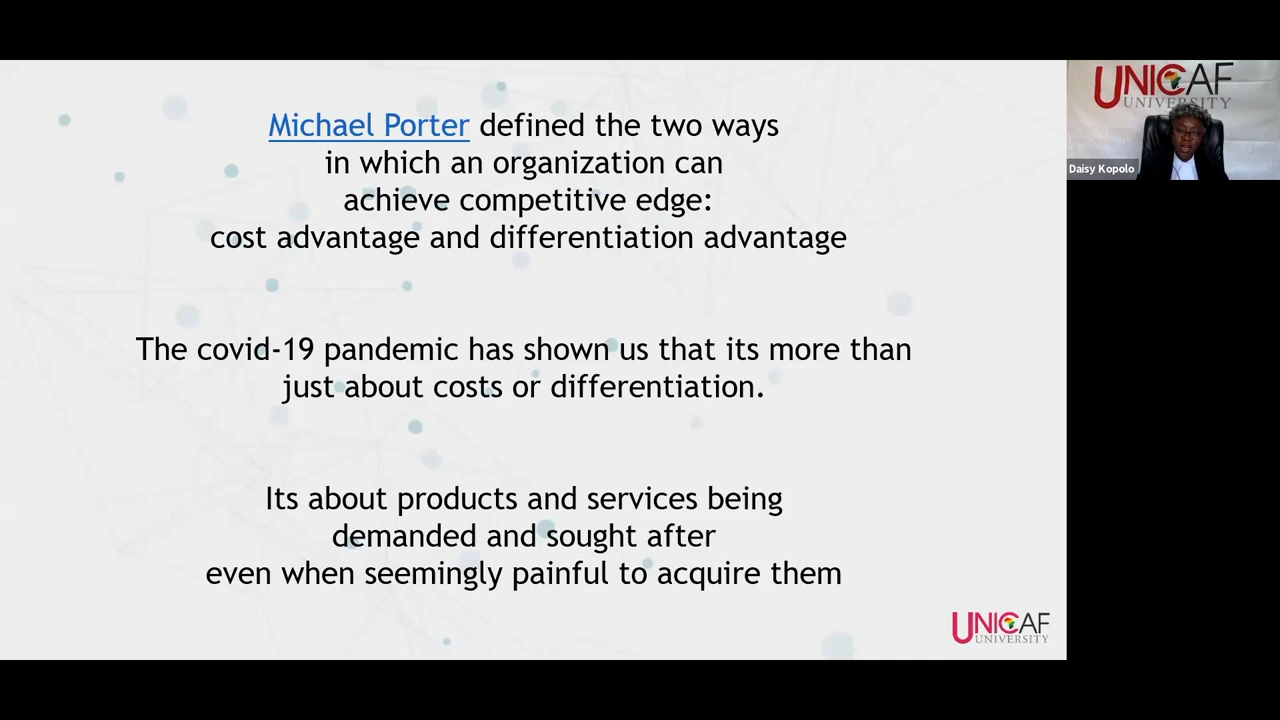 Michael Porter defined the two ways
in which an organization can
achieve competitive edge:
cost advantage and differentiation advantage
The covid-19 pandemic has shown us that its more than
just about costs or differentiation.
Its about products and services being
demanded and sought after
even when seemingly painful to acquire them
UNICAF
UNIVERSITY
UNICAF
UNIVERSITY
Daisy Kopolo